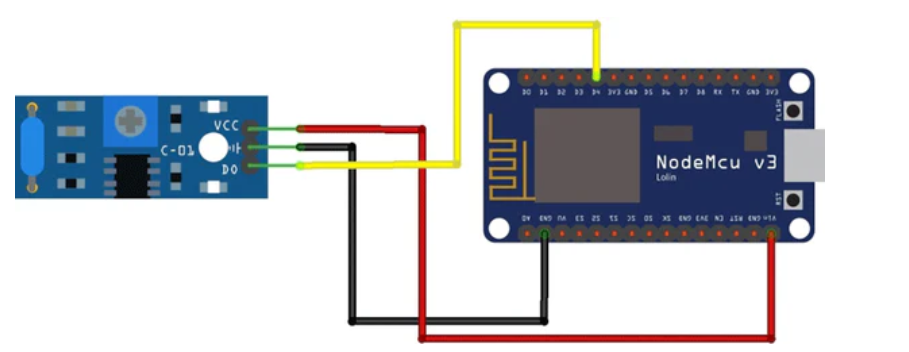 VCC
C-01
DO
D0 D1 D2 D3 D4 3V3 GND D5 D6 D7 D8 RX TX GND 3V3
FLASH
NodeMcu v3
Lolin
RST
A0 GND VU S3 S2 S1 SC S0 SK GND 3V3 EN RST GND Vin